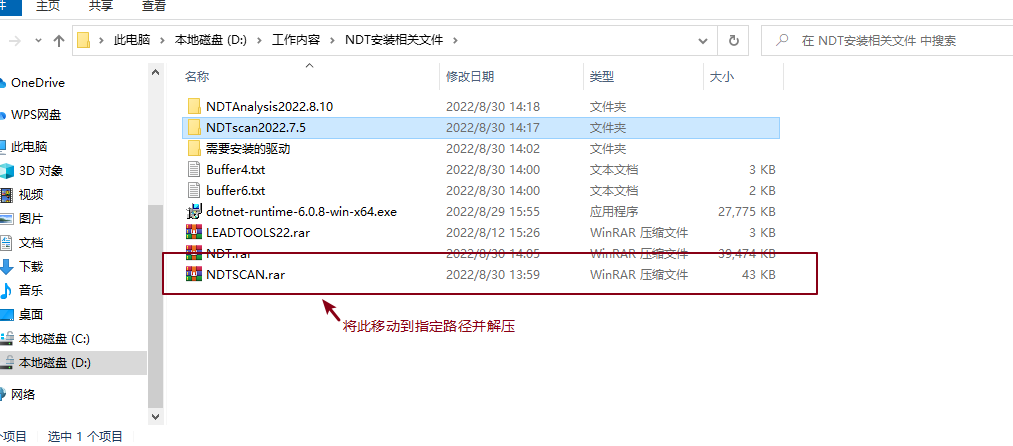 件 主页 共享 查看
此电脑 本地磁盘 (D:) 工作内容 NDT安装相关文件
在 NDT安装相关文件 中搜索
名称 修改日期 类型 大小
OneDrive
WPS网盘
此电脑
3D 对象
视频
图片
文档
下载
音乐
桌面
本地磁盘 (C:)
本地磁盘 (D:)
网络
NDTAnalysis2022.8.10 2022/8/30 14:18 文件夹
NDTscan2022.7.5 2022/8/30 14:17 文件夹
需要安装的驱动 2022/8/30 14:02 文件夹
Buffer4.txt 2022/8/30 14:00 文本文档 3 KB
buffer6.txt 2022/8/30 14:00 文本文档 2 KB
dotnet-runtime-6.0.8-win-x64.exe 2022/8/29 15:55 应用程序 27,775 KB
LEADTOOLS22.rar 2022/8/12 15:26 WinRAR 压缩文件 3 KB
NDT.rar 2022/8/30 14:05 WinRAR 压缩文件 39,474 KB
NDTSCAN.rar 2022/8/30 13:59 WinRAR 压缩文件 43 KB
将此移动到指定路径并解压
个项目 选中 1 个项目